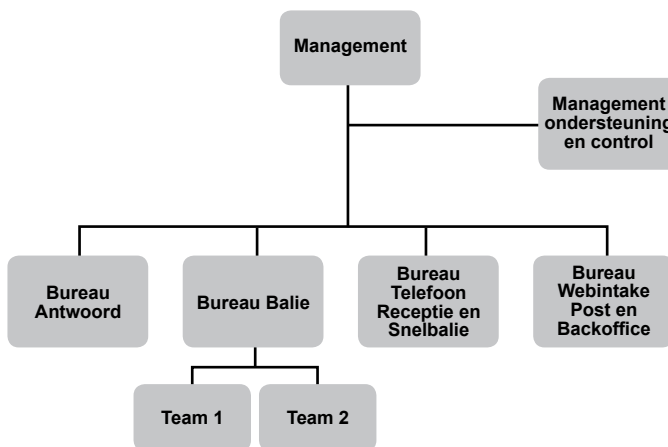 Management
Management
ondersteuning
en control
Bureau
Antwoord
Bureau Balie
Bureau
Telefoon
Receptie en
Snelbalie
Bureau
Webintake
Post en
Backoffice
Team 1
Team 2